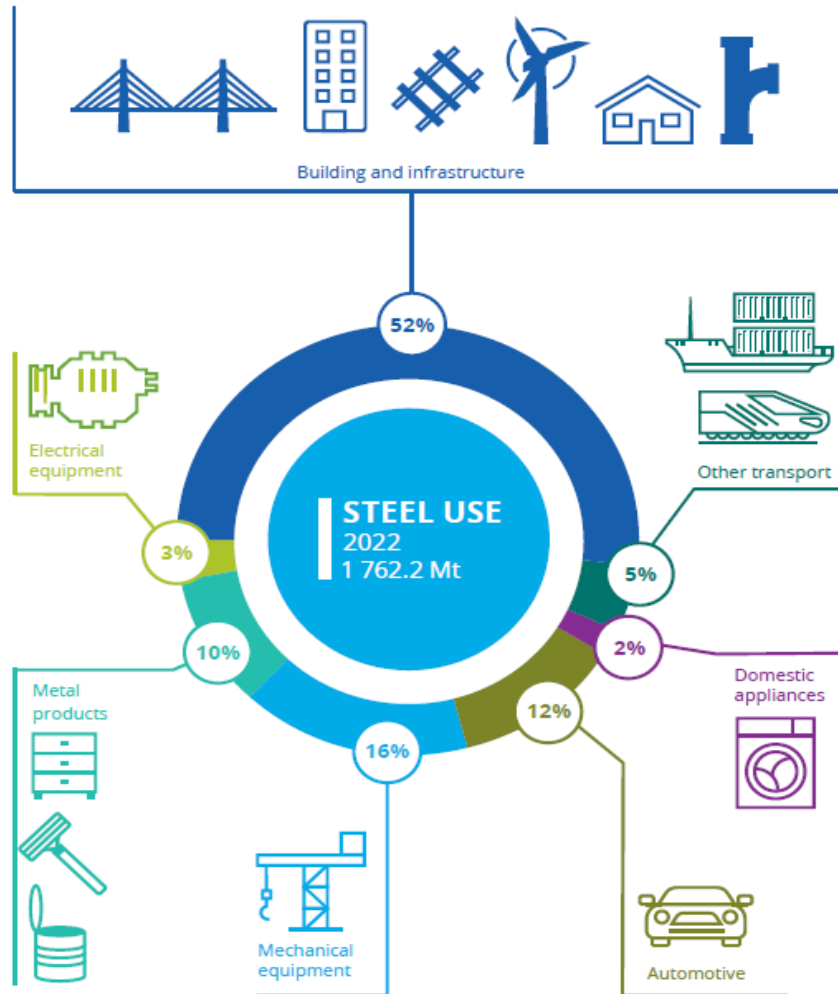 Building and infrastructure
52%
Electrical
equipment
Other transport
STEEL USE
2022
1 762.2 Mt
3%
5%
10%
2%
Metal
products
Domestic
appliances
12%
16%
Mechanical
equipment
Automotive